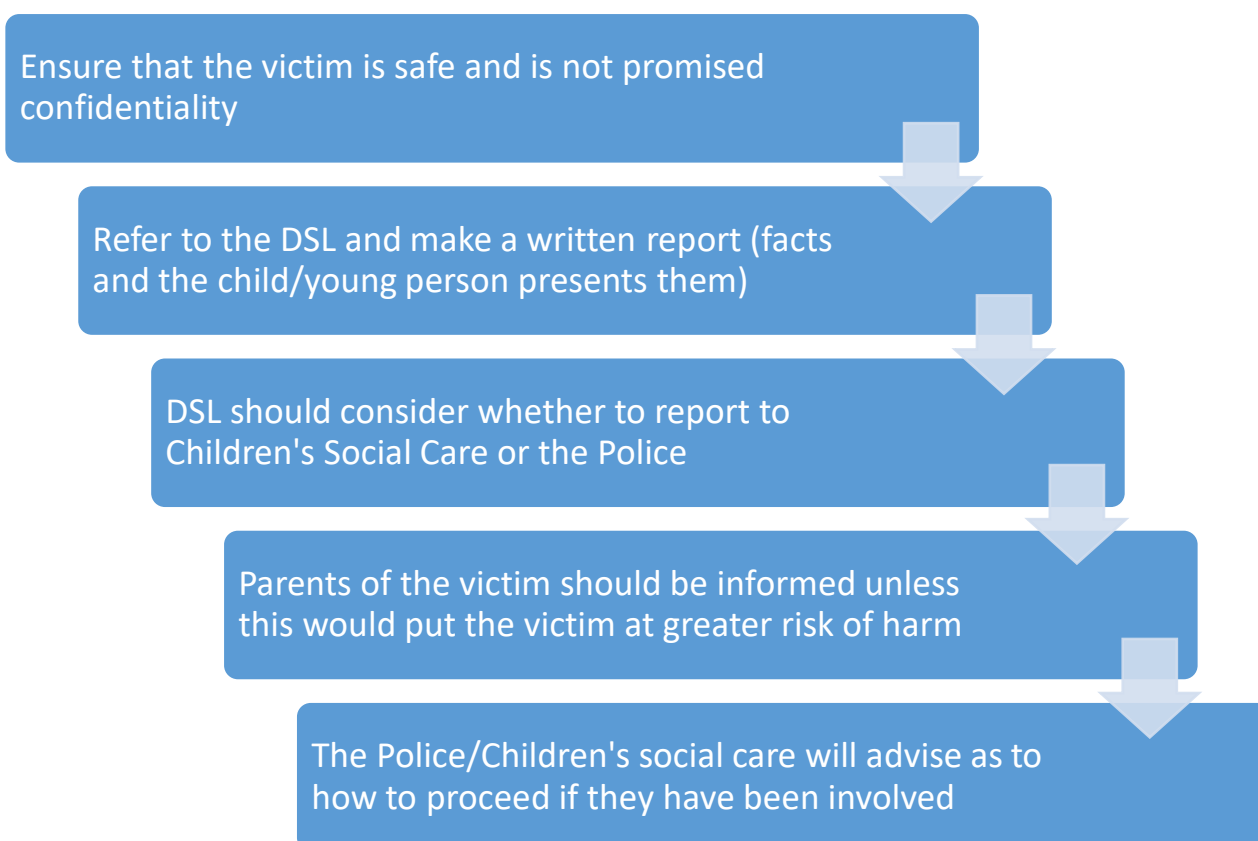 Ensure that the victim is safe and is not promised
confidentiality
Refer to the DSL and make a written report (facts
and the child/young person presents them)
DSL should consider whether to report to
Children's Social Care or the Police
Parents of the victim should be informed unless
this would put the victim at greater risk of harm
The Police/Children's social care will advise as to
how to proceed if they have been involved